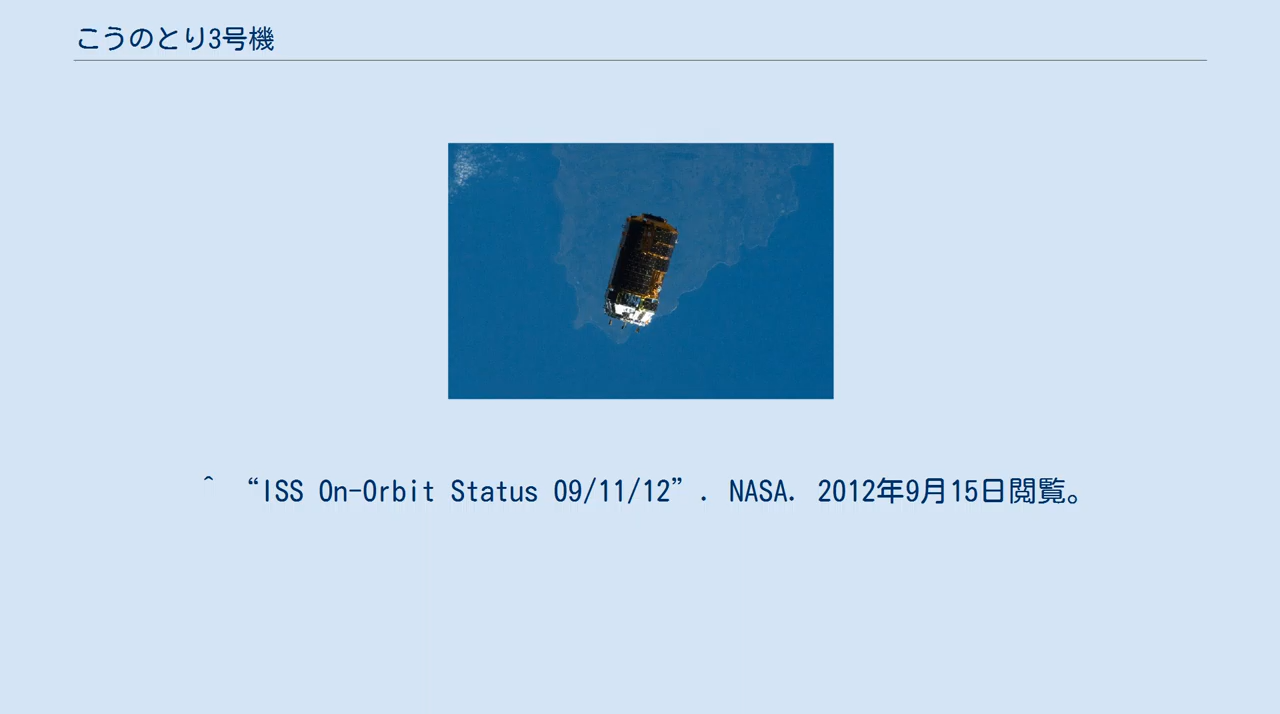 こうのとり3号機
^ “ISS On-Orbit Status 09/11/12”. NASA. 2012年9月15日閲覧。